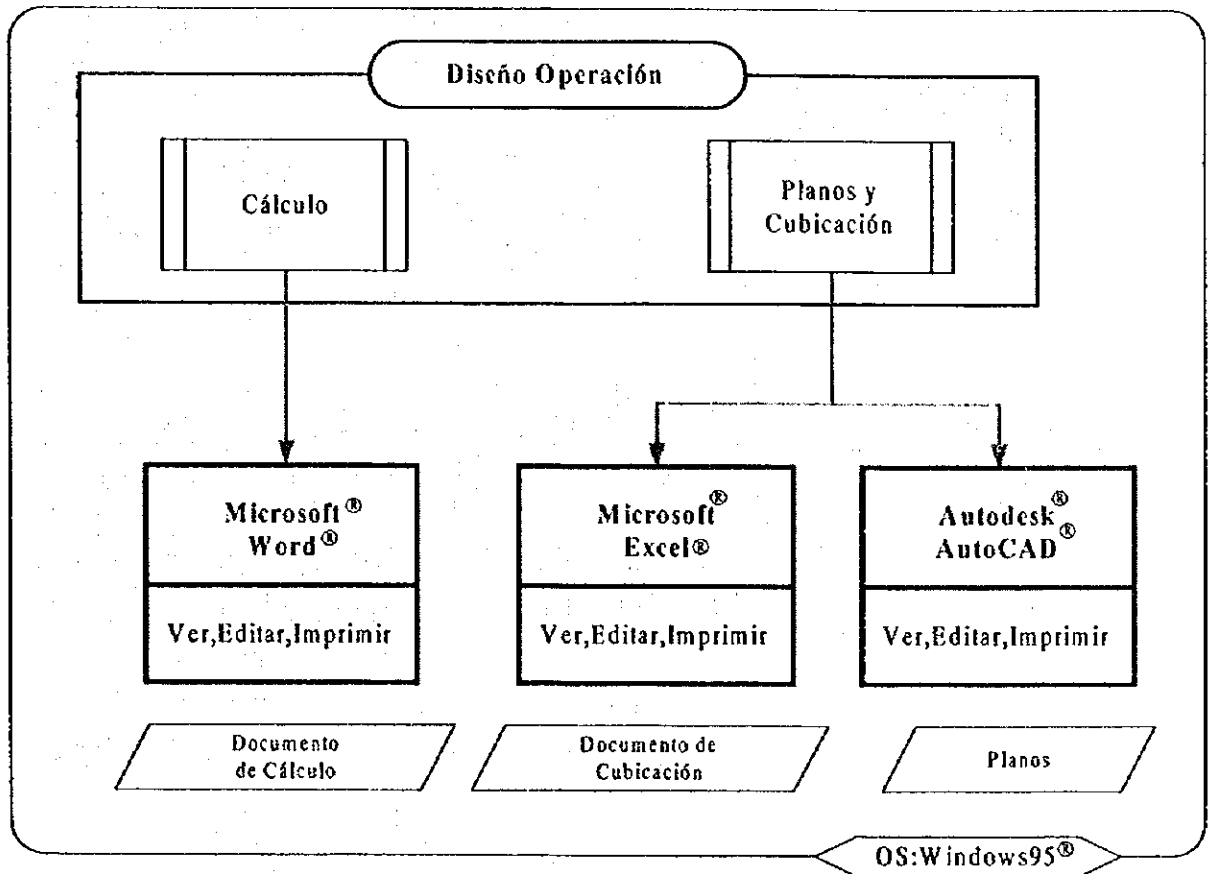 Diseño Operación
Cálculo
Planos y
Cubicación
Microsoft®
Word®
Microsoft®
Excel®
Autodesk®
AutoCAD®
Ver,Editar,Imprimir
Ver,Editar,Imprimir
Ver,Editar,Imprimir
Documento
de Cálculo
Documento de
Cubicación
Planos
OS:Windows95®